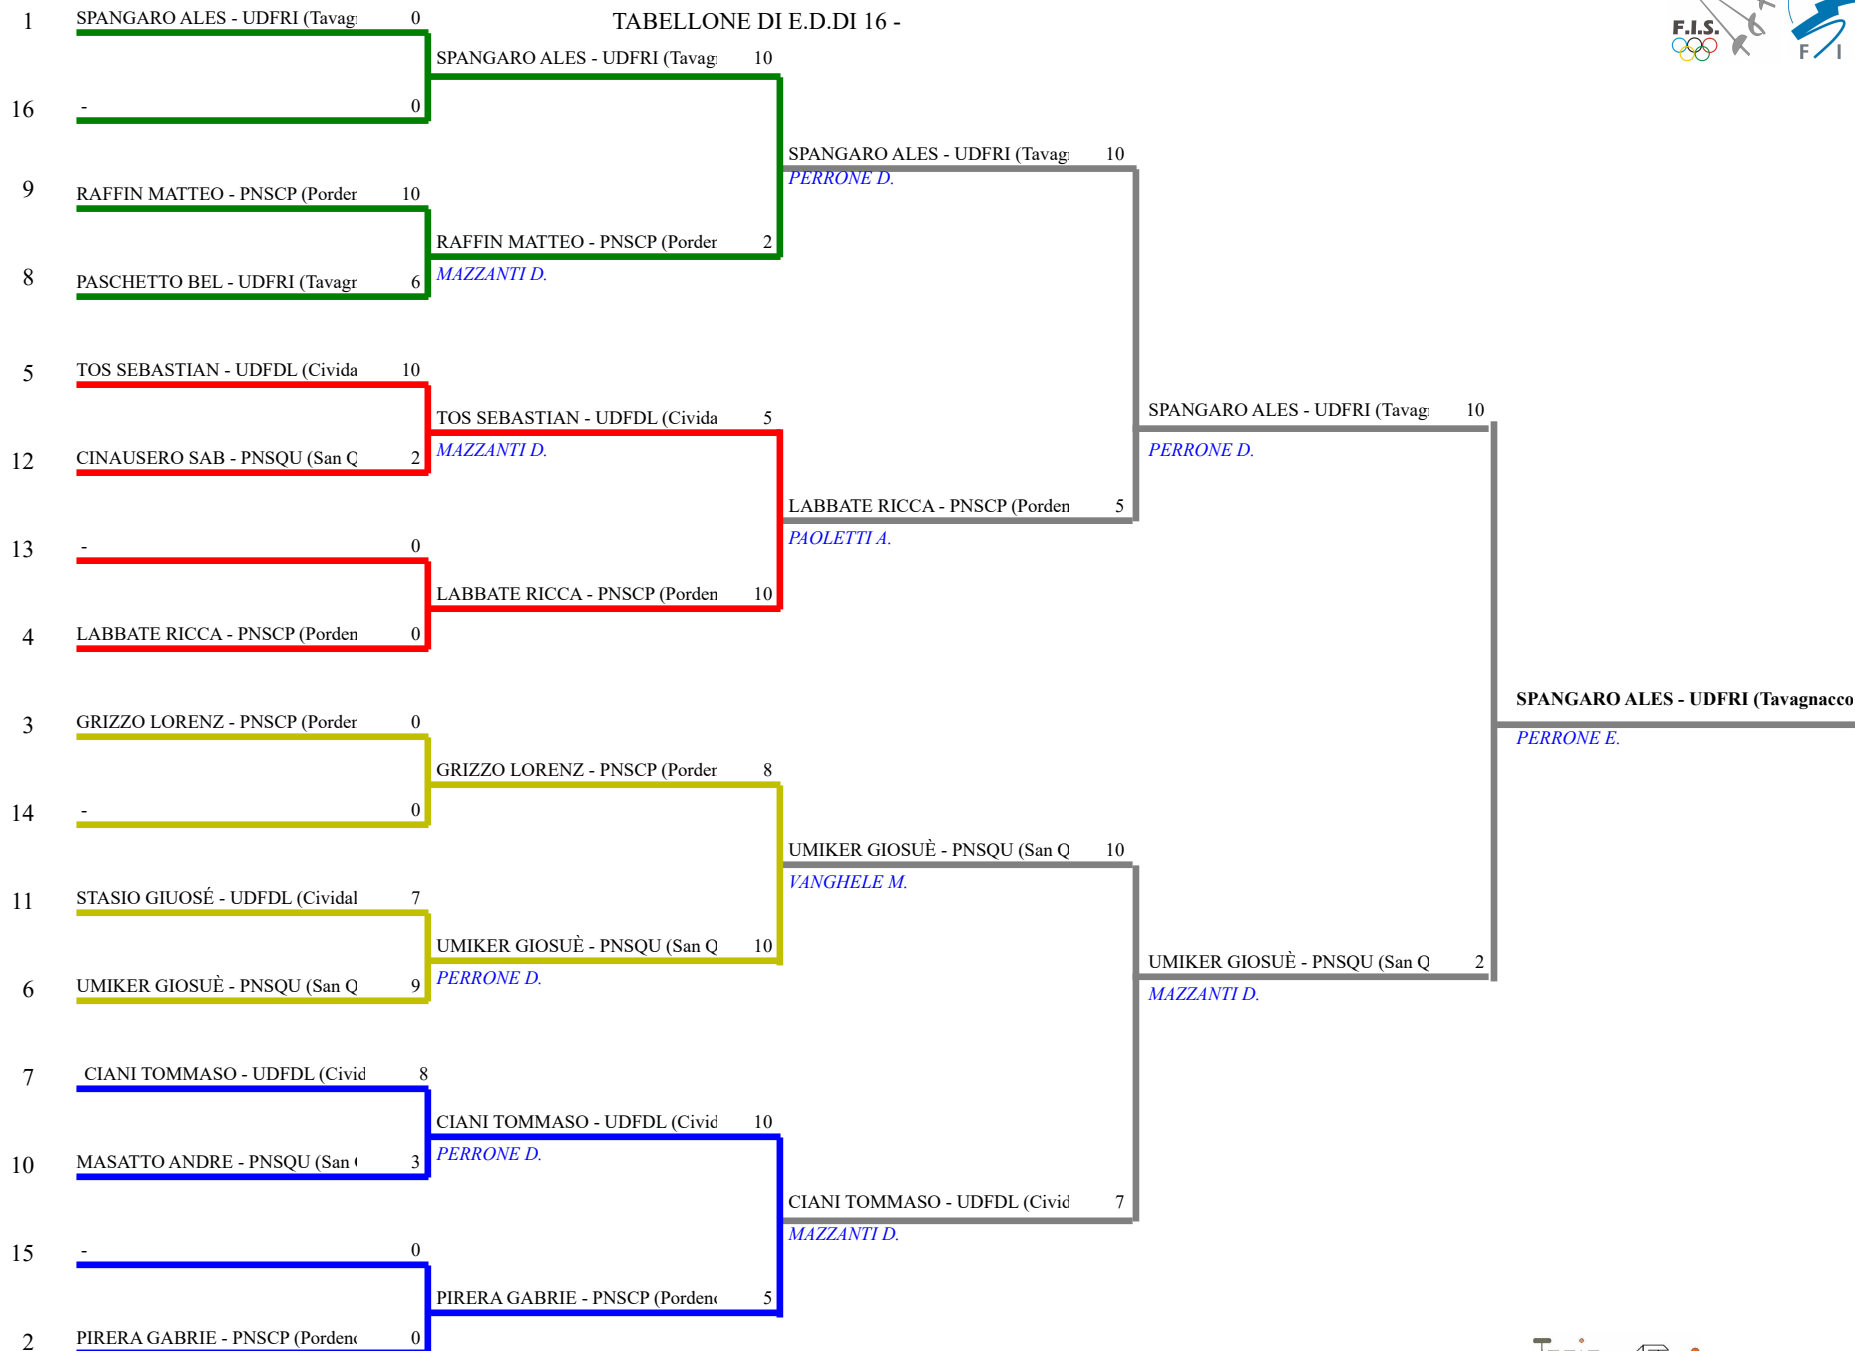 TABELLONE DI E.D.DI 16 -
F.I.S.
F I
1 SPANGARO ALES - UDFRI (Tavag 0
16 - 0
9 RAFFIN MATTEO - PNSCP (Porden 10
8 PASCHETTO BEL - UDFRI (Tavagn 6
5 TOS SEBASTIAN - UDFDL (Civida 10
12 CINAUSERO SAB - PNSQU (San Q 2
13 - 0
4 LABBATE RICCA - PNSCP (Porden 0
3 GRIZZO LORENZ - PNSCP (Porden 0
14 - 0
11 STASIO GIUOSÉ - UDFDL (Cividal 7
6 UMIKER GIOSUÈ - PNSQU (San Q 9
7 CIANI TOMMASO - UDFDL (Civid 8
10 MASATTO ANDRE - PNSQU (San 3
15 - 0
2 PIRERA GABRIE - PNSCP (Pordeno 0
SPANGARO ALES - UDFRI (Tavag 10
RAFFIN MATTEO - PNSCP (Porden 2
MAZZANTI D.
TOS SEBASTIAN - UDFDL (Civida 5
MAZZANTI D.
LABBATE RICCA - PNSCP (Porden 10
GRIZZO LORENZ - PNSCP (Porden 8
UMIKER GIOSUÈ - PNSQU (San Q 10
PERRONE D.
CIANI TOMMASO - UDFDL (Civid 10
PERRONE D.
PIRERA GABRIE - PNSCP (Pordeno 5
SPANGARO ALES - UDFRI (Tavag 10
PERRONE D.
LABBATE RICCA - PNSCP (Porden 5
PAOLETTI A.
UMIKER GIOSUÈ - PNSQU (San Q 10
VANGHELE M.
CIANI TOMMASO - UDFDL (Civid 7
MAZZANTI D.
SPANGARO ALES - UDFRI (Tavag 10
PERRONE D.
UMIKER GIOSUÈ - PNSQU (San Q 2
MAZZANTI D.
SPANGARO ALES - UDFRI (Tavagnacco
PERRONE E.